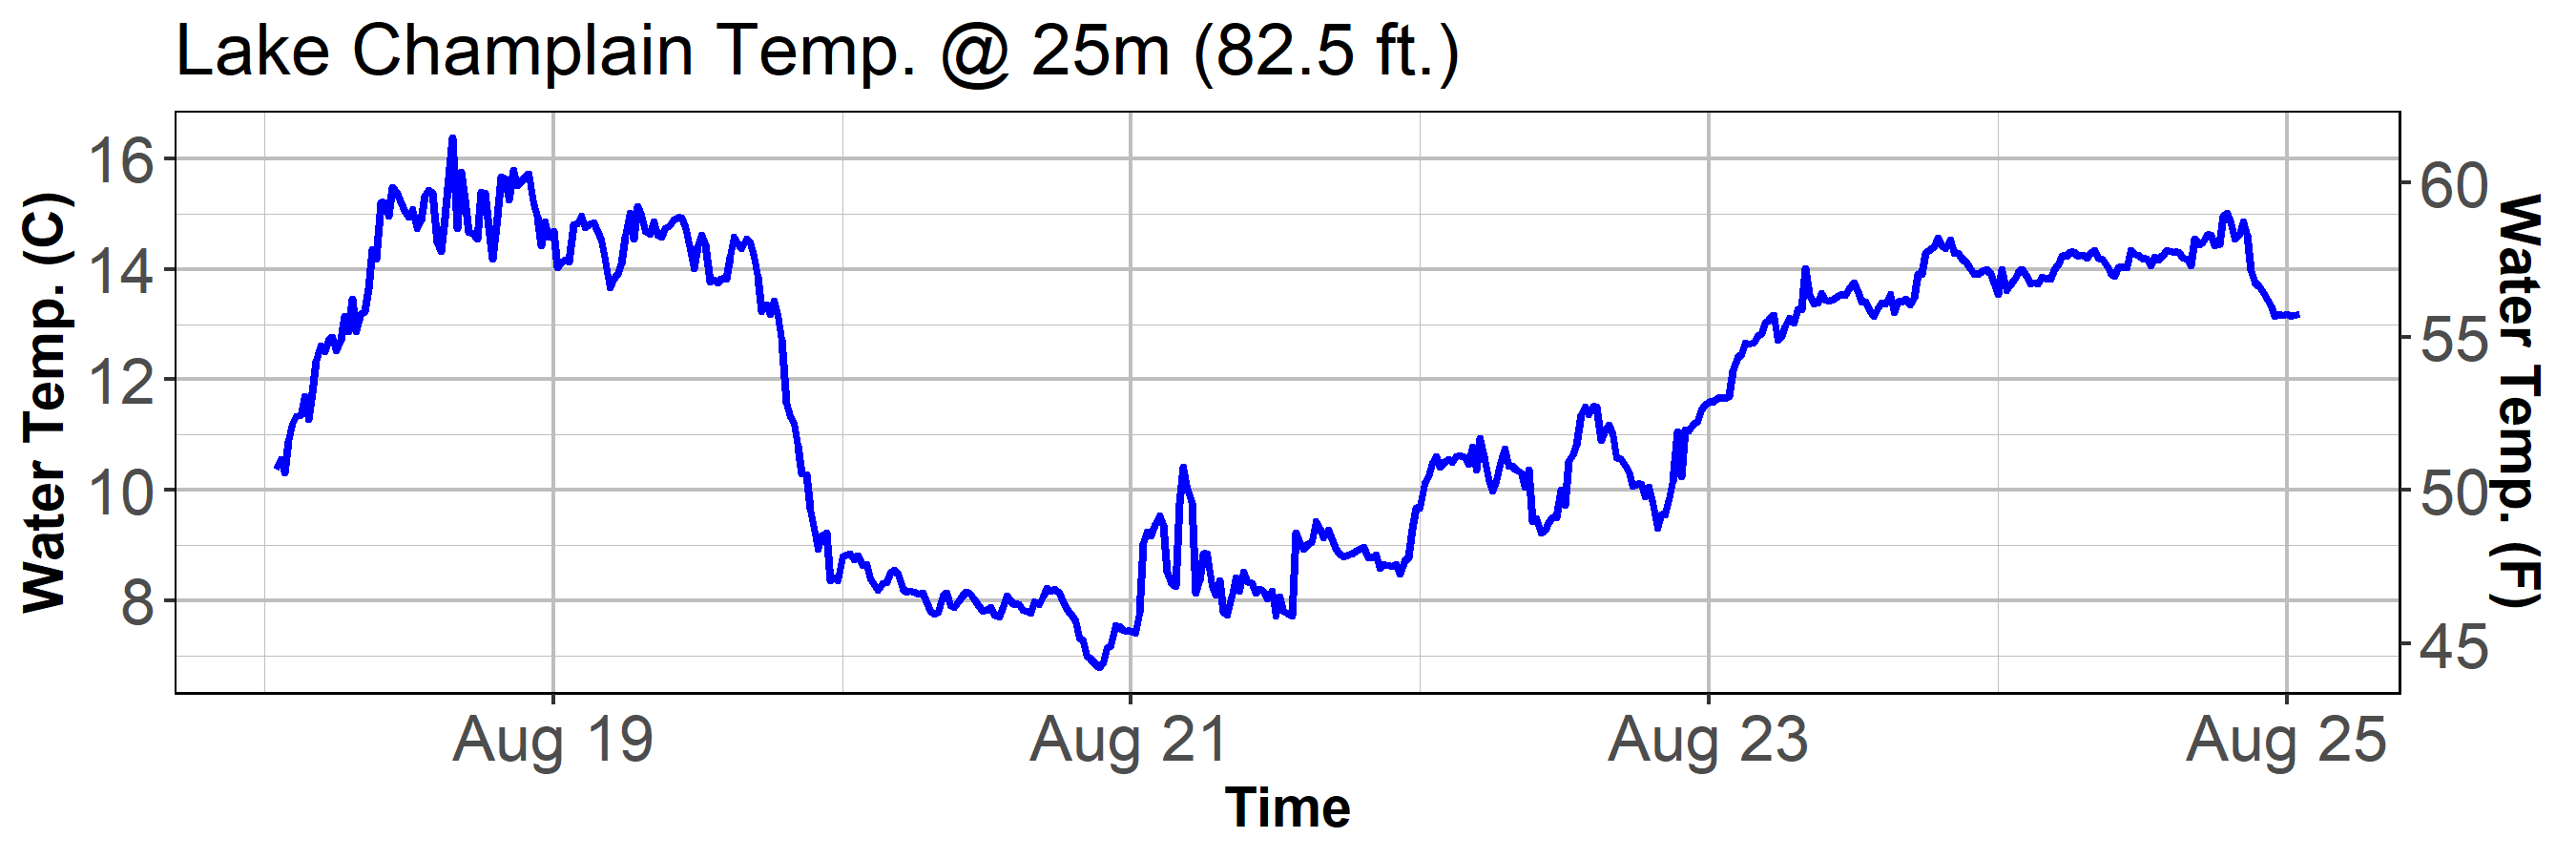 Lake Champlain Temp. @ 25m (82.5 ft.)
Water Temp. (C)
16
14
12
10
8
60
55
50
45
Water Temp. (F)
Aug 19 Aug 21 Aug 23 Aug 25
Time